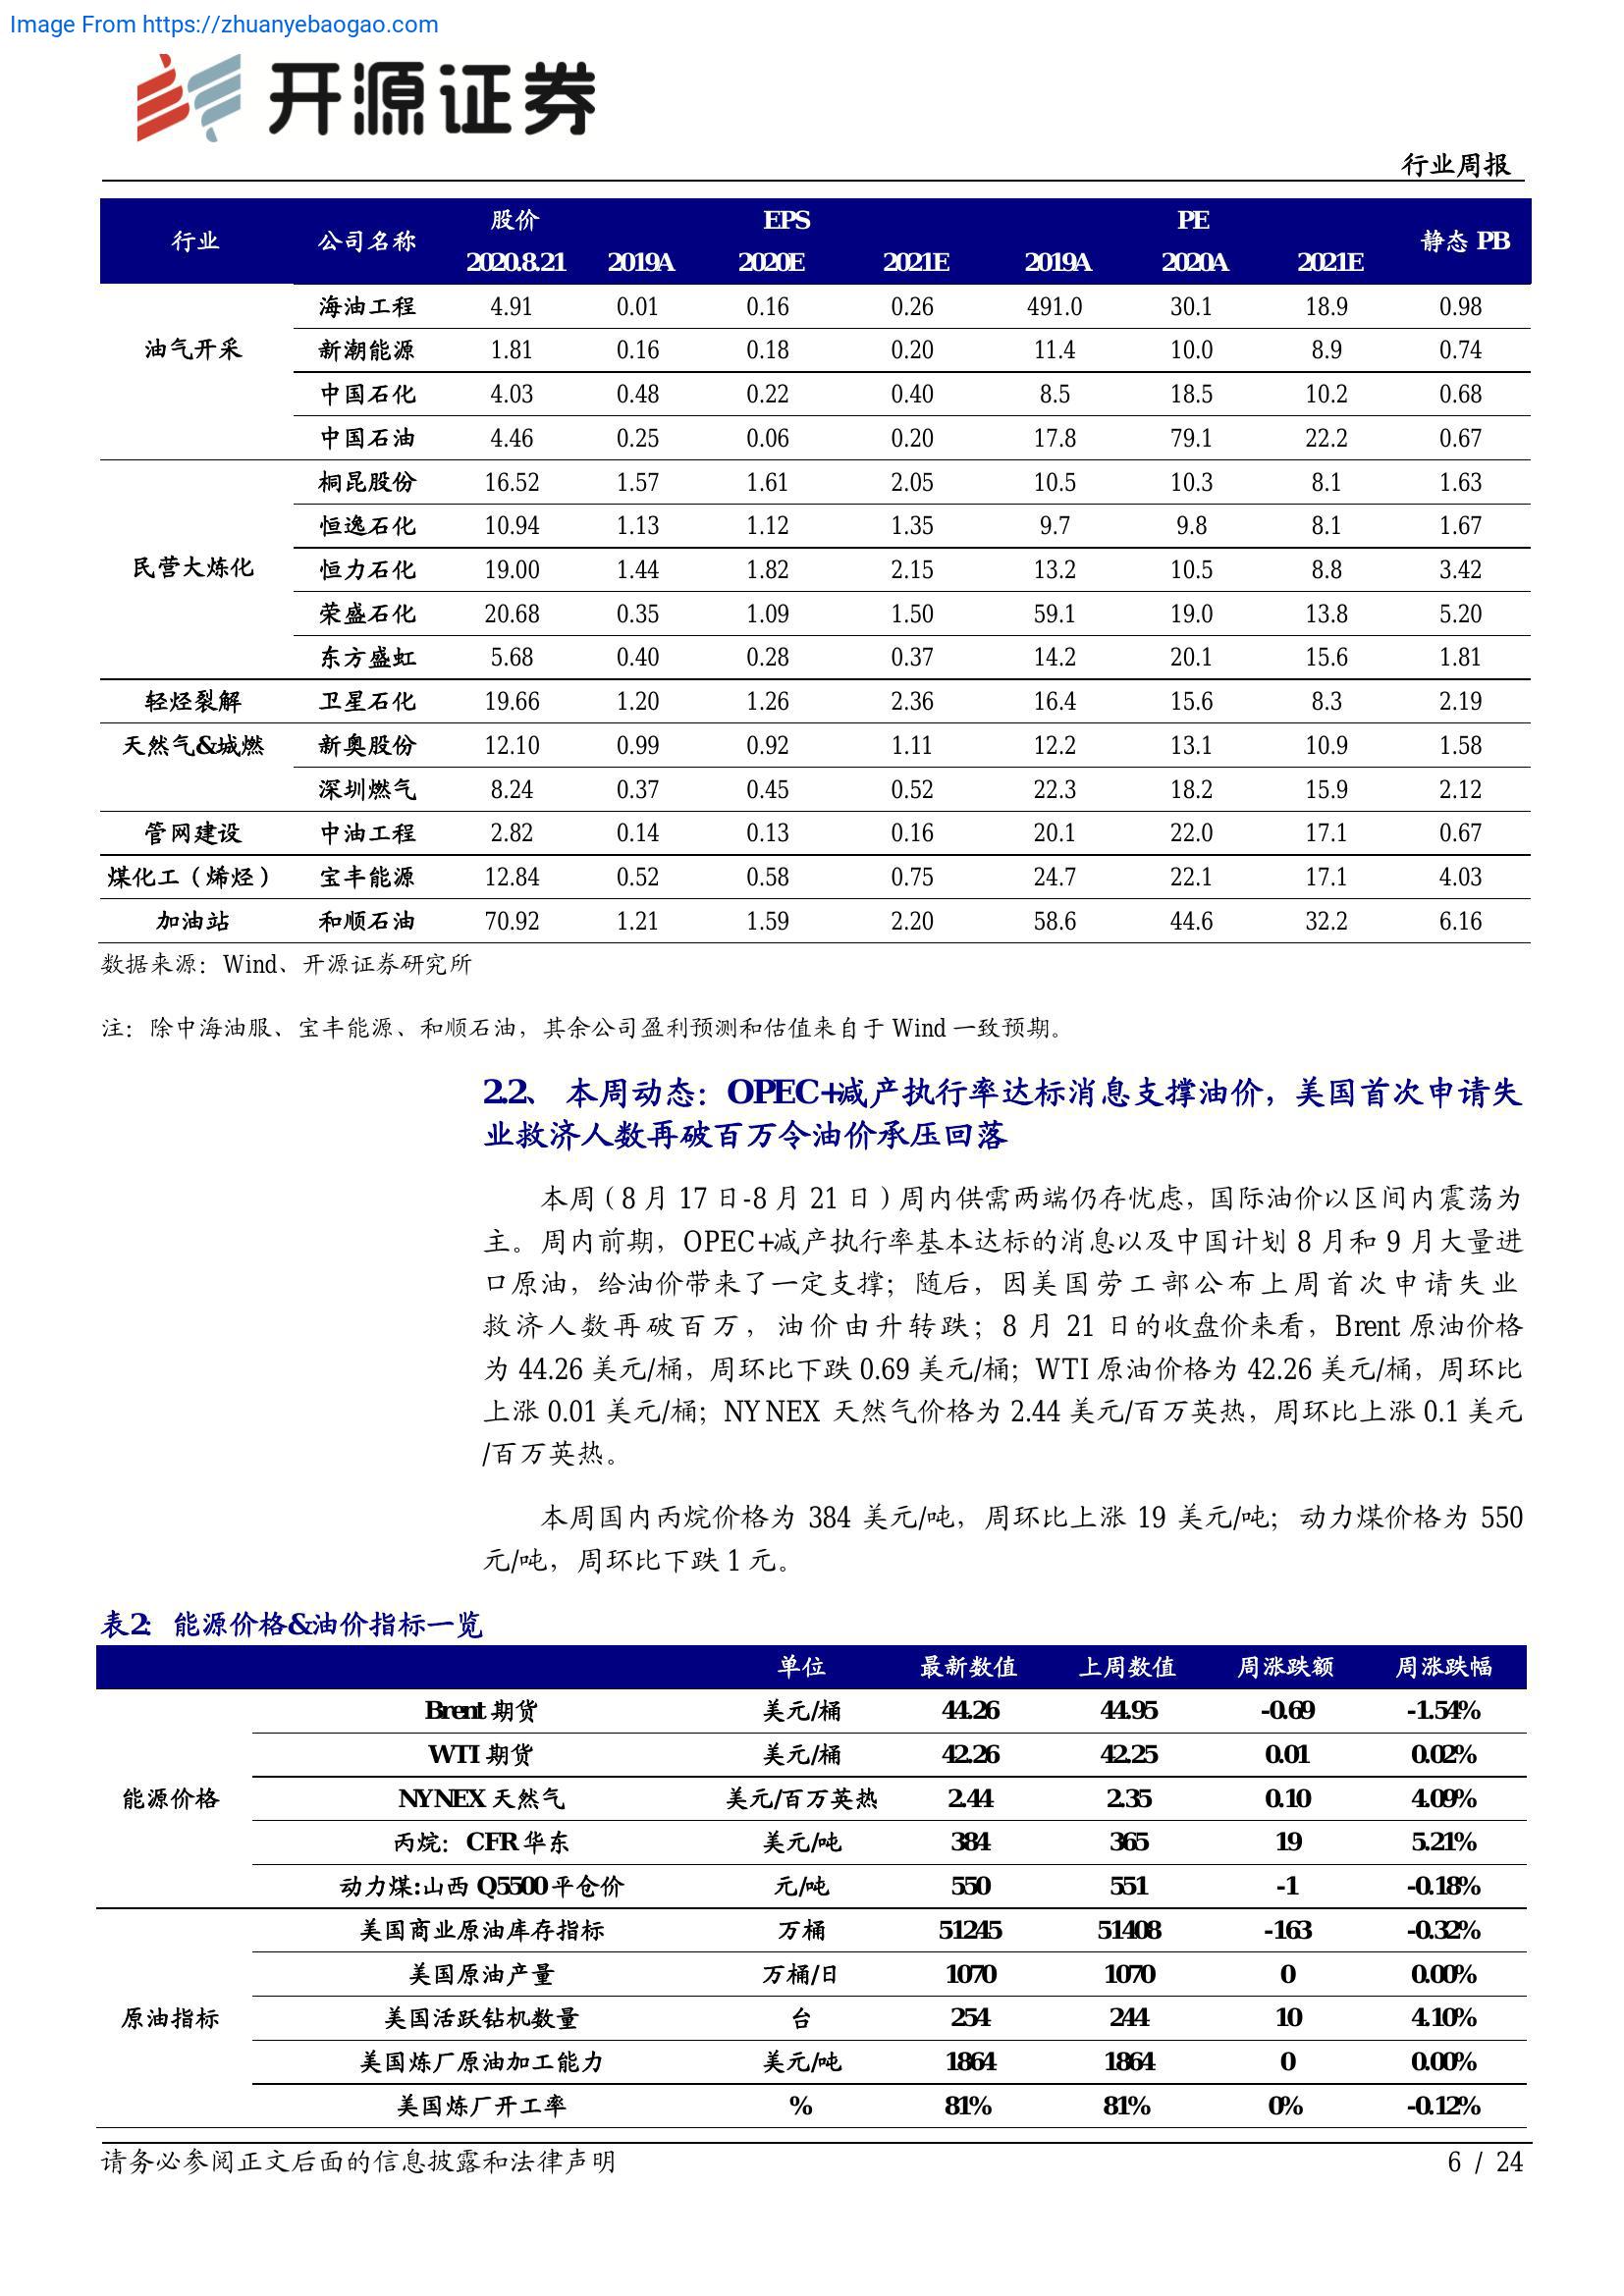 Image From https://zhuanyebaogao.com
开源证券
行业周报
行业 公司名称 股价 EPS PE 静态 PB
2020.8.21 2019A 2020E 2021E 2019A 2020A 2021E
油气开采 海油工程 4.91 0.01 0.16 0.26 491.0 30.1 18.9 0.98
新潮能源 1.81 0.16 0.18 0.20 11.4 10.0 8.9 0.74
中国石化 4.03 0.48 0.22 0.40 8.5 18.5 10.2 0.68
中国石油 4.46 0.25 0.06 0.20 17.8 79.1 22.2 0.67
民营大炼化 桐昆股份 16.52 1.57 1.61 2.05 10.5 10.3 8.1 1.63
恒逸石化 10.94 1.13 1.12 1.35 9.7 9.8 8.1 1.67
恒力石化 19.00 1.44 1.82 2.15 13.2 10.5 8.8 3.42
荣盛石化 20.68 0.35 1.09 1.50 59.1 19.0 13.8 5.20
东方盛虹 5.68 0.40 0.28 0.37 14.2 20.1 15.6 1.81
轻烃裂解 卫星石化 19.66 1.20 1.26 2.36 16.4 15.6 8.3 2.19
天然气&城燃 新奥股份 12.10 0.99 0.92 1.11 12.2 13.1 10.9 1.58
深圳燃气 8.24 0.37 0.45 0.52 22.3 18.2 15.9 2.12
管网建设 中油工程 2.82 0.14 0.13 0.16 20.1 22.0 17.1 0.67
煤化工（烯烃） 宝丰能源 12.84 0.52 0.58 0.75 24.7 22.1 17.1 4.03
加油站 和顺石油 70.92 1.21 1.59 2.20 58.6 44.6 32.2 6.16
数据来源：Wind、开源证券研究所
注：除中海油服、宝丰能源、和顺石油，其余公司盈利预测和估值来自于 Wind 一致预期。
2.2、 本周动态：OPEC+减产执行率达标消息支撑油价，美国首次申请失
业救济人数再破百万令油价承压回落
本周（8 月 17 日-8 月 21 日）周内供需两端仍存忧虑，国际油价以区间内震荡为
主。周内前期，OPEC+减产执行率基本达标的消息以及中国计划 8 月和 9 月大量进
口原油，给油价带来了一定支撑；随后，因美国劳工部公布上周首次申请失业
救济人数再破百万，油价由升转跌；8 月 21 日的收盘价来看，Brent 原油价格
为 44.26 美元/桶，周环比下跌 0.69 美元/桶；WTI 原油价格为 42.26 美元/桶，周环比
上涨 0.01 美元/桶；NYNEX 天然气价格为 2.44 美元/百万英热，周环比上涨 0.1 美元
/百万英热。
本周国内丙烷价格为 384 美元/吨，周环比上涨 19 美元/吨；动力煤价格为 550
元/吨，周环比下跌 1 元。
表2：能源价格&油价指标一览
单位 最新数值 上周数值 周涨跌额 周涨跌幅
能源价格 Brent 期货 美元/桶 44.26 44.95 -0.69 -1.54%
WTI 期货 美元/桶 42.26 42.25 0.01 0.02%
NYNEX 天然气 美元/百万英热 2.44 2.35 0.10 4.09%
丙烷：CFR 华东 美元/吨 384 365 19 5.21%
动力煤:山西 Q5500 平仓价 元/吨 550 551 -1 -0.18%
原油指标 美国商业原油库存指标 万桶 51245 51408 -163 -0.32%
美国原油产量 万桶/日 1070 1070 0 0.00%
美国活跃钻机数量 台 254 244 10 4.10%
美国炼厂原油加工能力 美元/吨 1864 1864 0 0.00%
美国炼厂开工率 % 81% 81% 0% -0.12%
请务必参阅正文后面的信息披露和法律声明
6 / 24